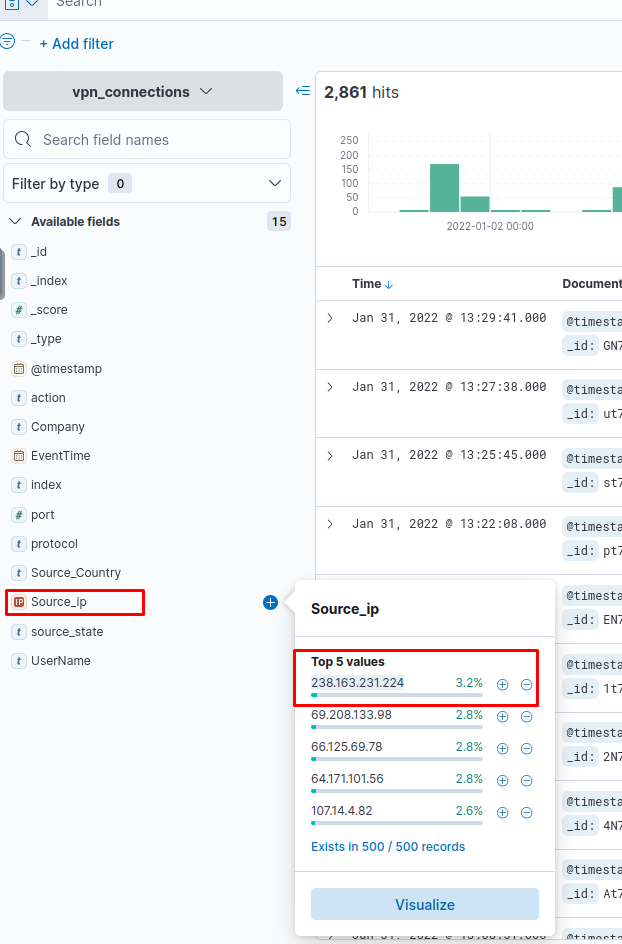 Search
+ Add filter
vpn_connections
2,861 hits
Search field names
Filter by type 0
Available fields 15
_id
_index
_score
_type
@timestamp
action
Company
EventTime
index
port
protocol
Source_Country
Source_ip
source_state
UserName
250
200
150
100
50
0
2022-01-02 00:00
Time Document
Jan 31, 2022 @ 13:29:41.000 @timesta
_id: GN7
Jan 31, 2022 @ 13:27:38.000 @timesta
_id: ut7
Jan 31, 2022 @ 13:25:45.000 @timesta
_id: st7
Jan 31, 2022 @ 13:22:08.000 @timesta
_id: pt7
@timesta
_id: EN7
@timesta
_id: 1t7
@timesta
_id: 2N7
@timesta
_id: 4N7
@timesta
_id: At7
Source_ip
Top 5 values
238.163.231.224 3.2%
69.208.133.98 2.8%
66.125.69.78 2.8%
64.171.101.56 2.8%
107.14.4.82 2.6%
Exists in 500 / 500 records
Visualize